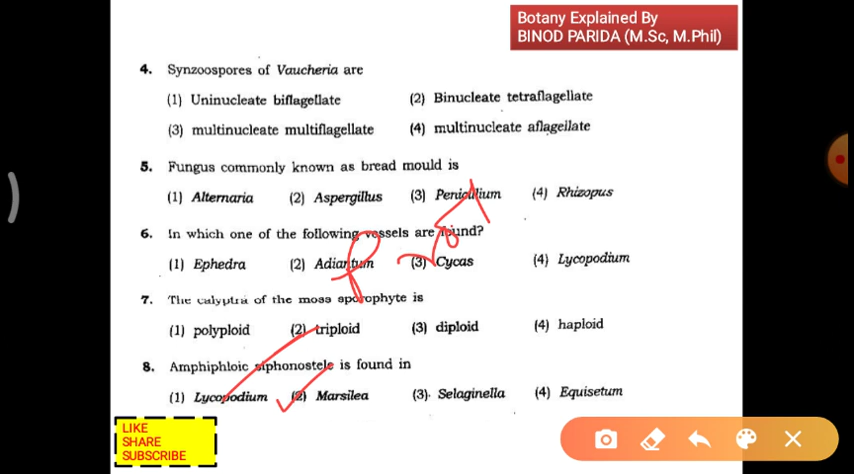 Botany Explained By
BINOD PARIDA (M.Sc, M.Phil)
4. Synzoospores of Vaucheria are
(1) Uninucleate biflagellate (2) Binucleate tetraflagellate
(3) multinucleate multiflagellate (4) multinucleate aflagellate
5. Fungus commonly known as bread mould is
(1) Alternaria (2) Aspergillus (3) Penicillium (4) Rhizopus
6. In which one of the following vessels are found?
(1) Ephedra (2) Adiantum (3) Cycas (4) Lycopodium
7. The calyptra of the moss sporophyte is
(1) polyploid (2) triploid (3) diploid (4) haploid
8. Amphiphloic siphonostele is found in
(1) Lycopodium (2) Marsilea (3) Selaginella (4) Equisetum
LIKE
SHARE
SUBSCRIBE